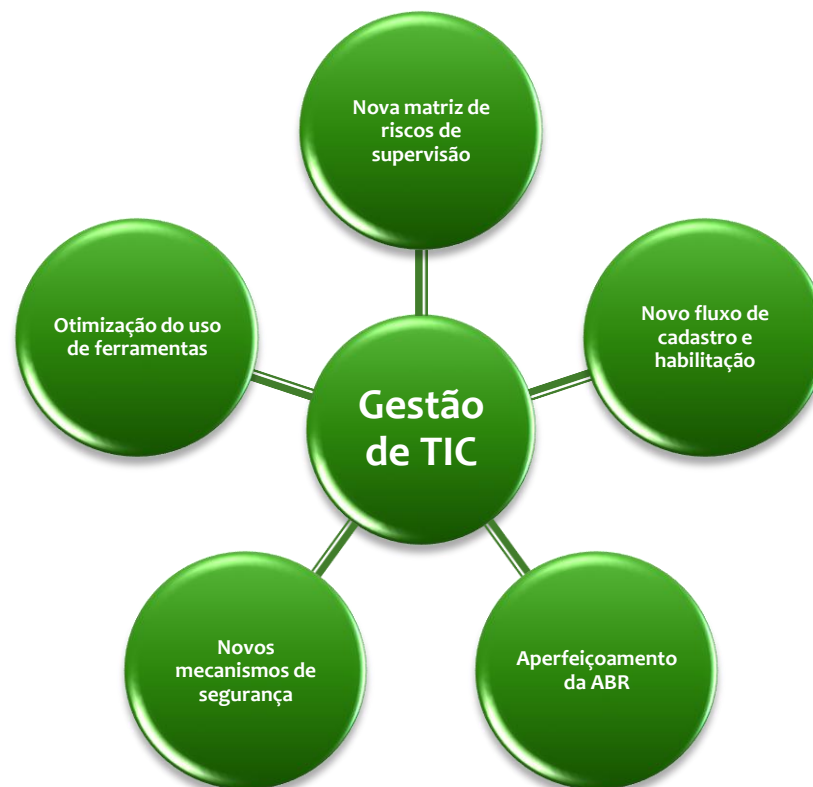 Nova matriz de
riscos de
supervisão
Otimização do uso
de ferramentas
Novo fluxo de
cadastro e
habilitação
Gestão
de TIC
Novos
mecanismos de
segurança
Aperfeiçoamento
da ABR